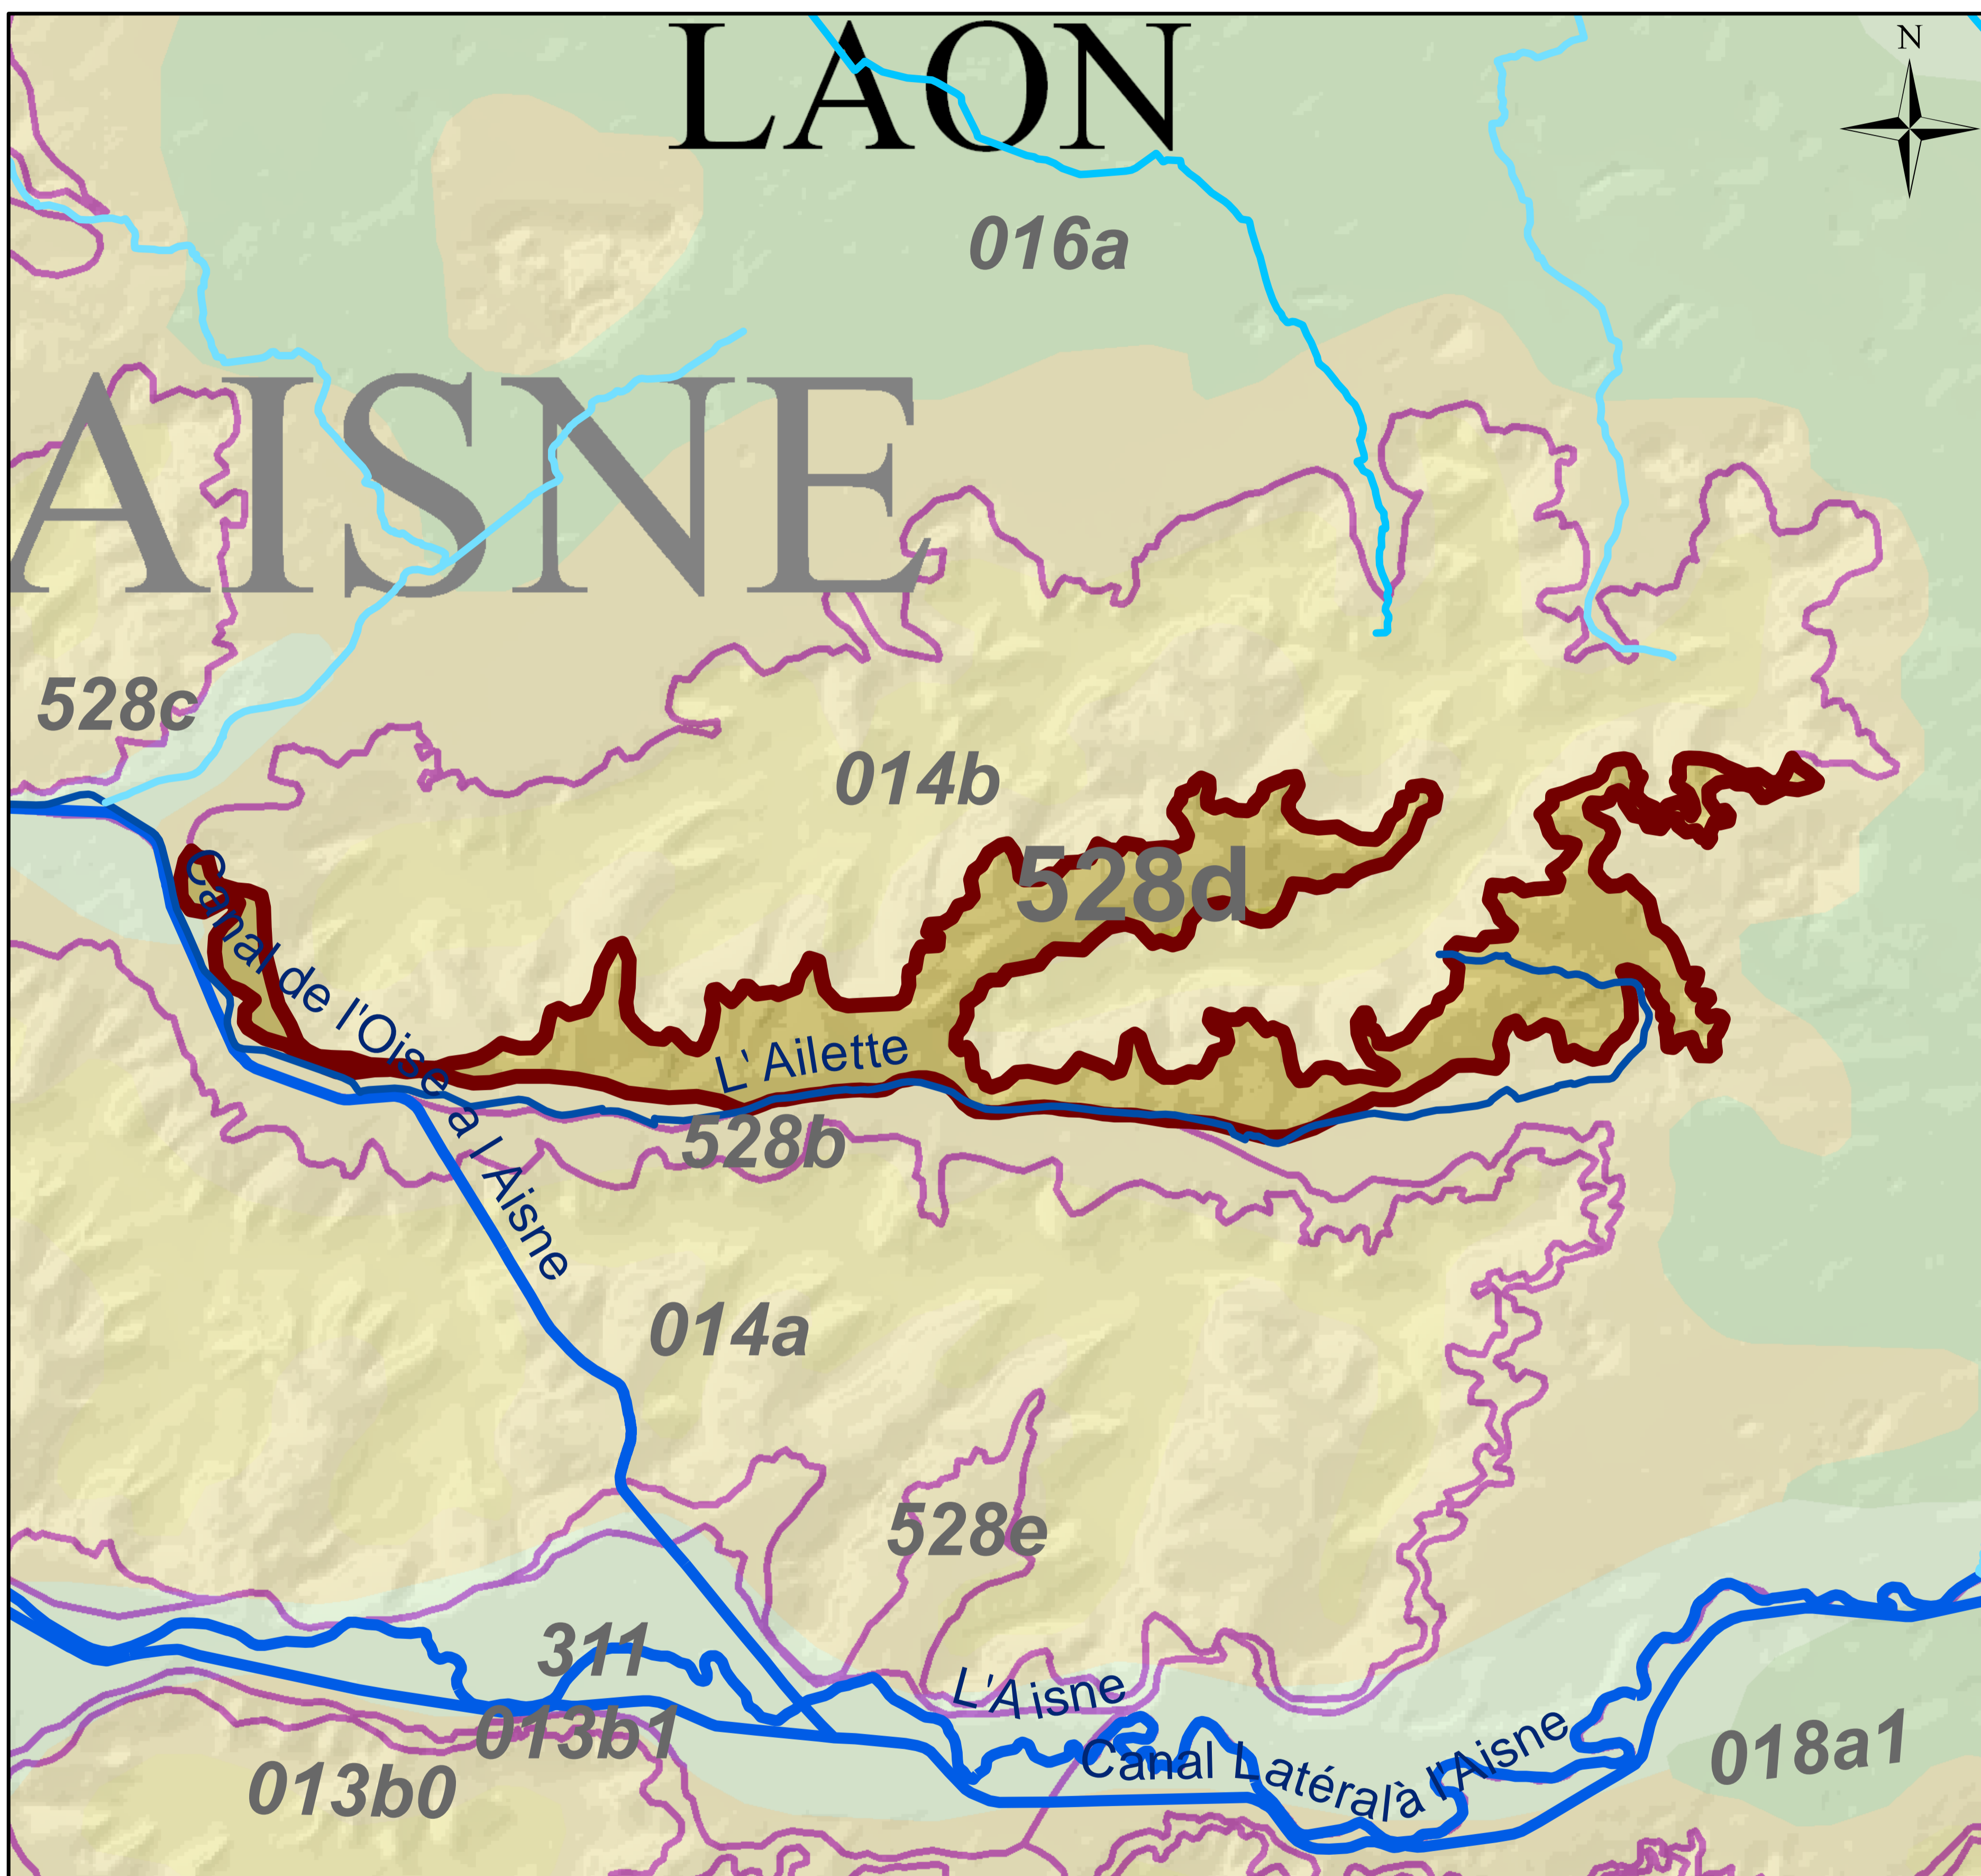 LAON
N
016a
AISNE
528c
014b
528d
Canal de l'Oise à l'Aisne
L'Ailette
528b
014a
528e
311
L'Aisne
013b1
Canal Latéral à l'Aisne
018a1
013b0